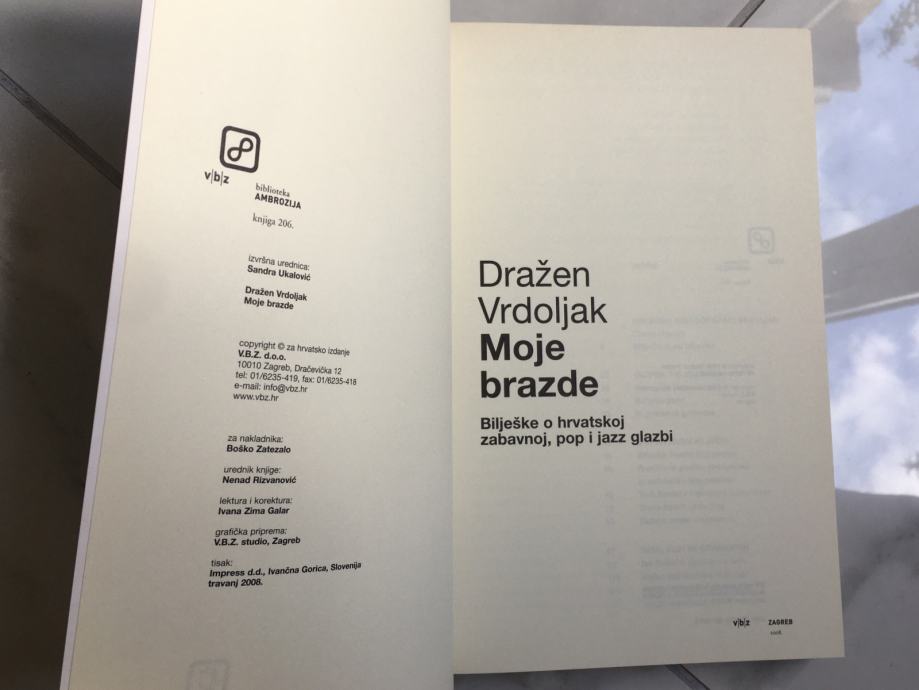 v|b|z
biblioteka
AMBROZIJA
knjiga 206.
izvršna urednica:
Sandra Ukalović
Dražen Vrdoljak
Moje brazde
copyright © za hrvatsko izdanje
V.B.Z. d.o.o.
10010 Zagreb, Dračevička 12
tel: 01/6235-419, fax: 01/6235-418
e-mail: info@vbz.hr
www.vbz.hr
za nakladnika:
Boško Zatezalo
urednik knjige:
Nenad Rizvanović
lektura i korektura:
Ivana Zima Galar
grafička priprema:
V.B.Z. studio, Zagreb
tisak:
Impress d.d., Ivančna Gorica, Slovenija
travanj 2008.
Dražen
Vrdoljak
Moje
brazde
Bilješke o hrvatskoj
zabavnoj, pop i jazz glazbi
v|b|z ZAGREB
2008.